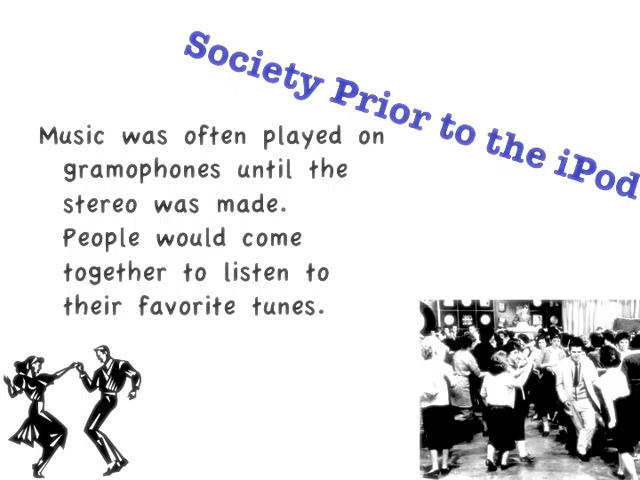 Society Prior to the iPod
Music was often played on
gramophones until the
stereo was made.
People would come
together to listen to
their favorite tunes.